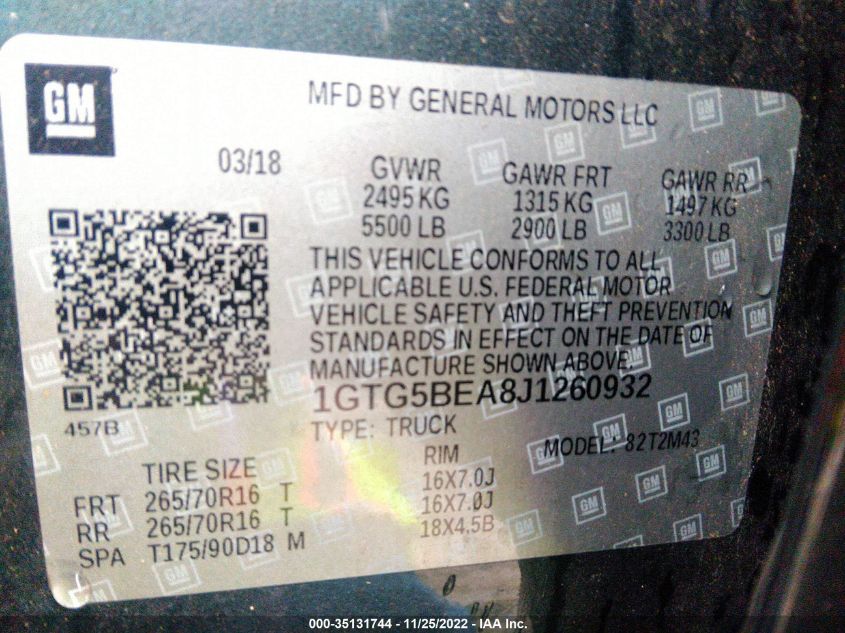 GM
MFD BY GENERAL MOTORS LLC
03/18
GVWR GAWR FRT GAWR RR
2495 KG 1315 KG 1497 KG
5500 LB 2900 LB 3300 LB
THIS VEHICLE CONFORMS TO ALL
APPLICABLE U.S. FEDERAL MOTOR
VEHICLE SAFETY AND THEFT PREVENTION
STANDARDS IN EFFECT ON THE DATE OF
MANUFACTURE SHOWN ABOVE.
1GTG5BEA8J1260932
457B
TYPE: TRUCK MODEL: 82T2M43
TIRE SIZE RIM
FRT 265/70R16 T 16X7.0J
RR 265/70R16 T 16X7.0J
SPA T175/90D18 M 18X4.5B
000-35131744 - 11/25/2022 - IAA Inc.